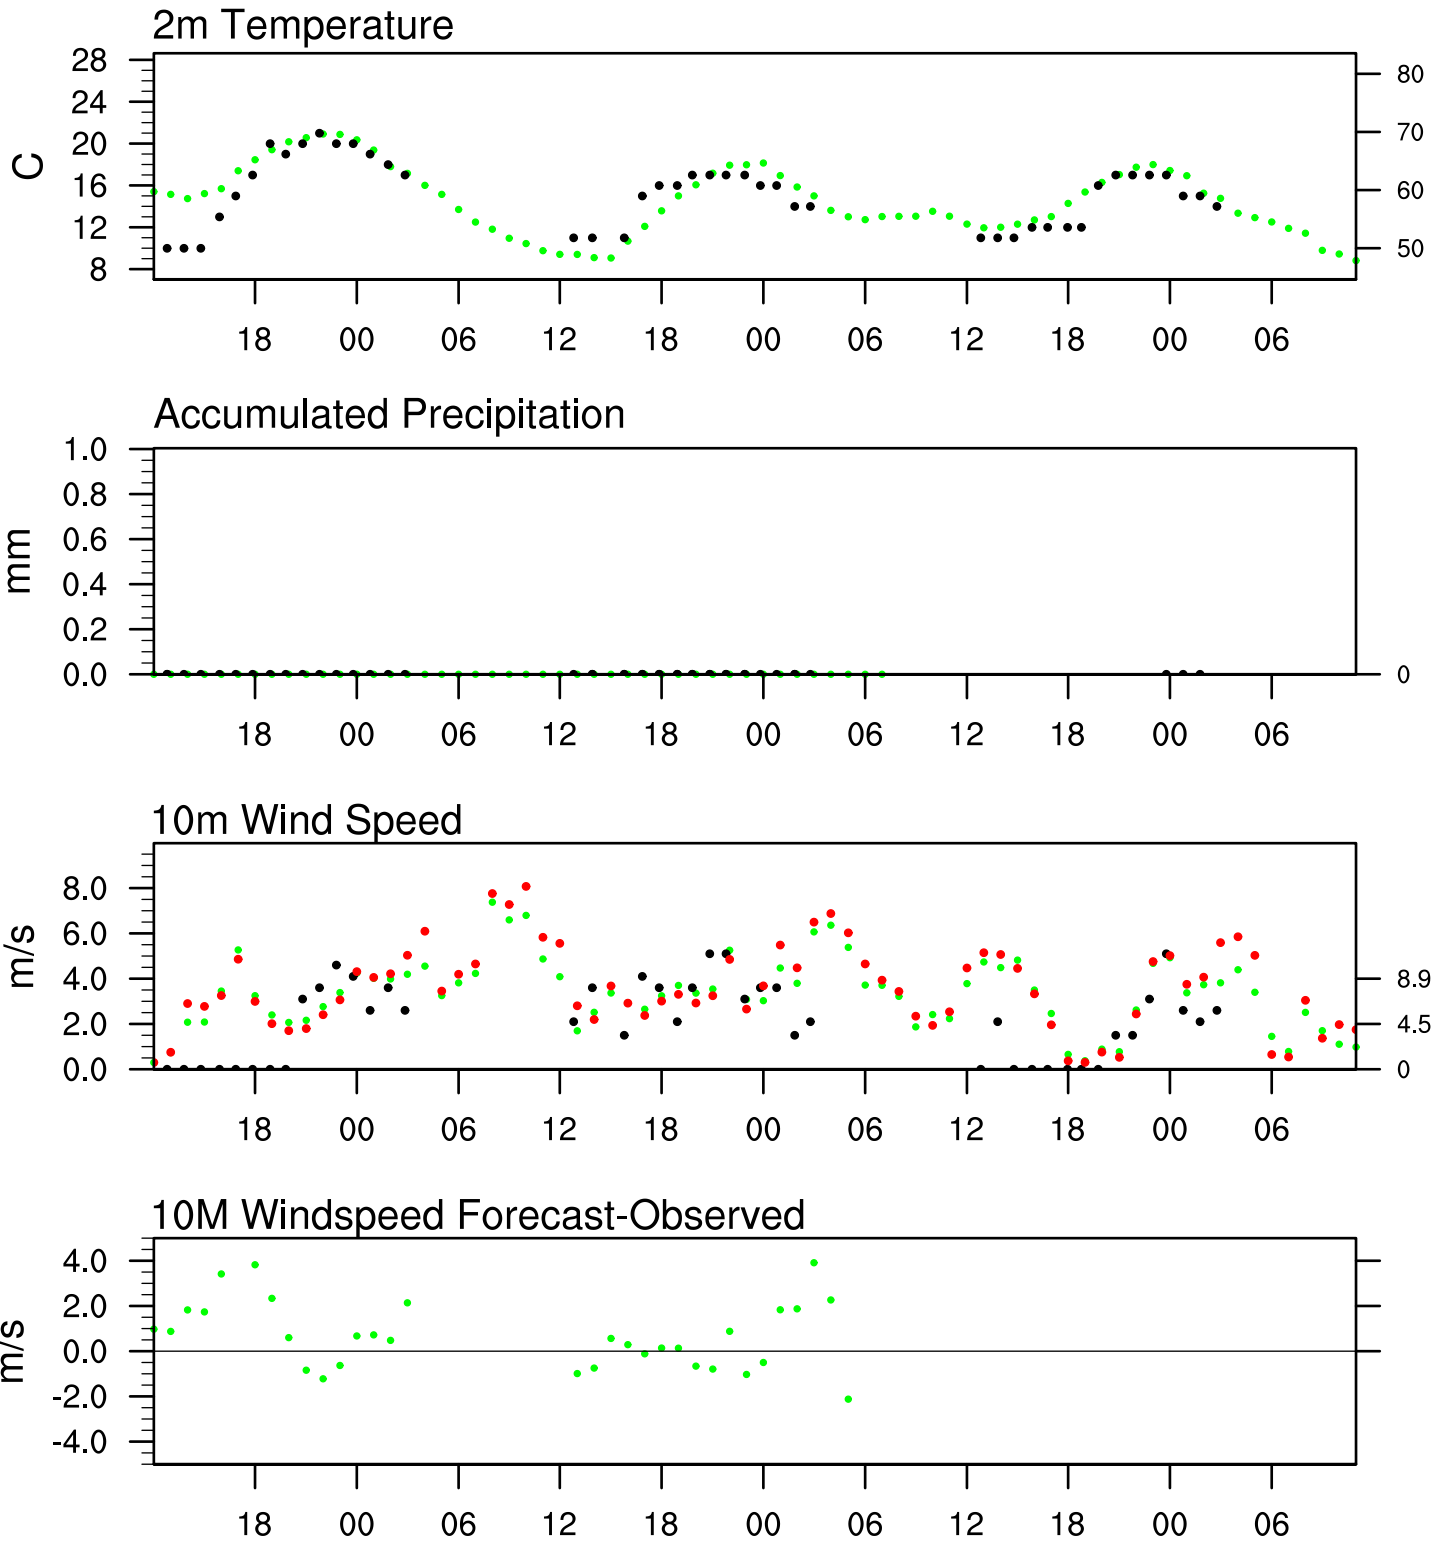 2m Temperature
28
24
20
16
12
8
C
80
70
60
50
18 00 06 12 18 00 06 12 18 00 06
Accumulated Precipitation
1.0
0.8
0.6
0.4
0.2
0.0
mm
0
18 00 06 12 18 00 06 12 18 00 06
10m Wind Speed
8.0
6.0
4.0
2.0
0.0
m/s
8.9
4.5
0
18 00 06 12 18 00 06 12 18 00 06
10M Windspeed Forecast-Observed
4.0
2.0
0.0
-2.0
-4.0
m/s
18 00 06 12 18 00 06 12 18 00 06